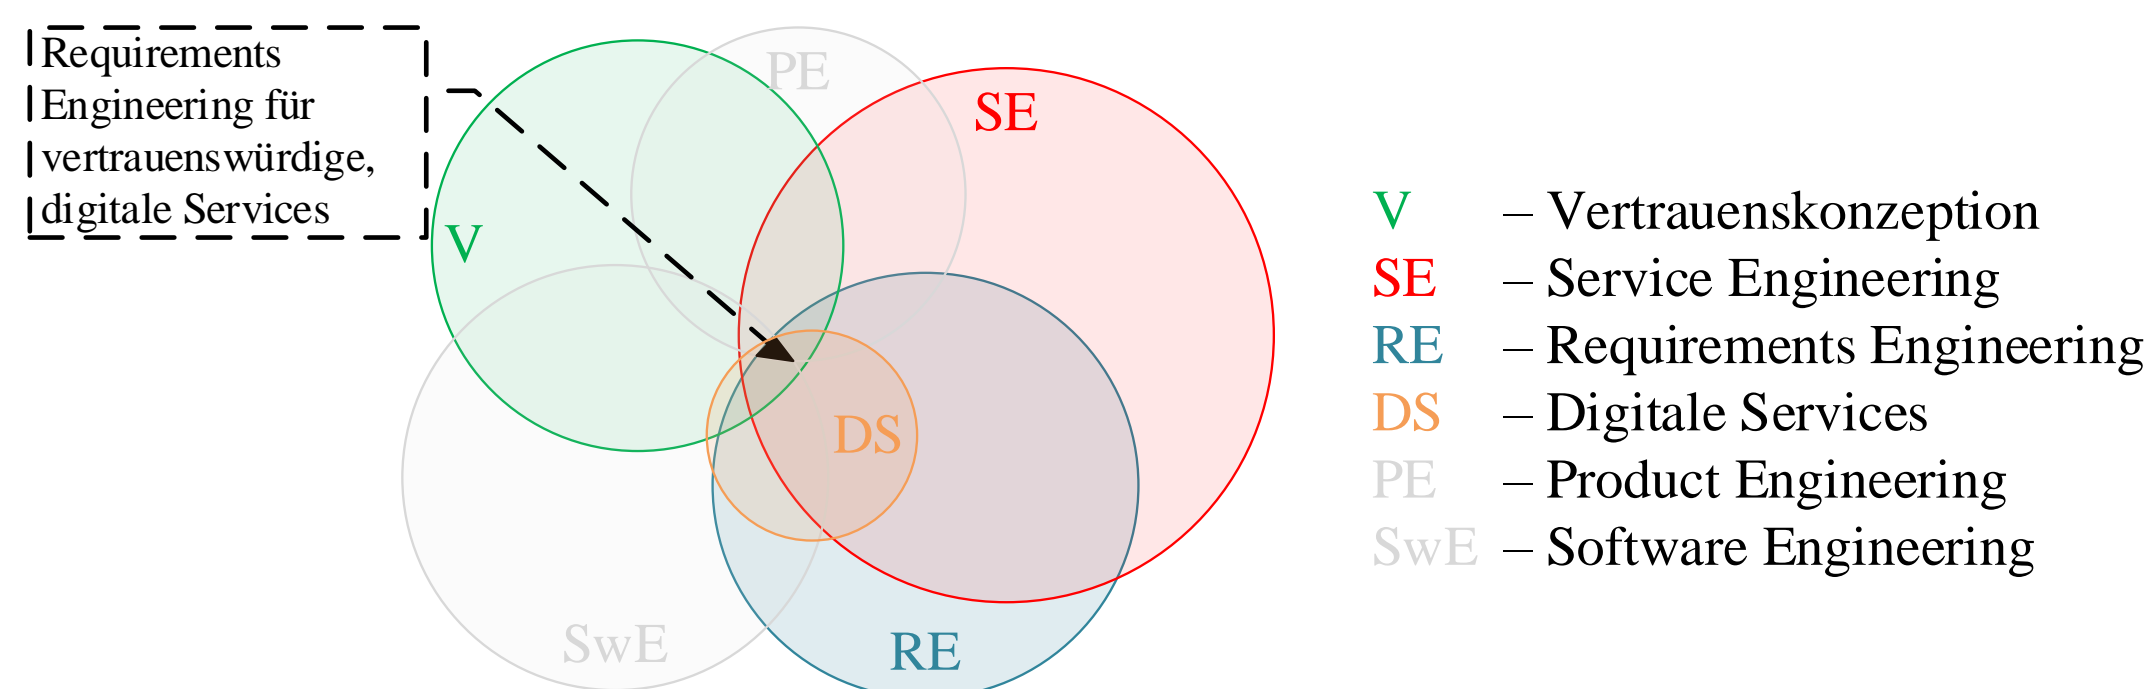 Requirements
Engineering für
vertrauenswürdige,
digitale Services
PE
SE
V
DS
SwE
RE
V – Vertrauenskonzeption
SE – Service Engineering
RE – Requirements Engineering
DS – Digitale Services
PE – Product Engineering
SwE – Software Engineering